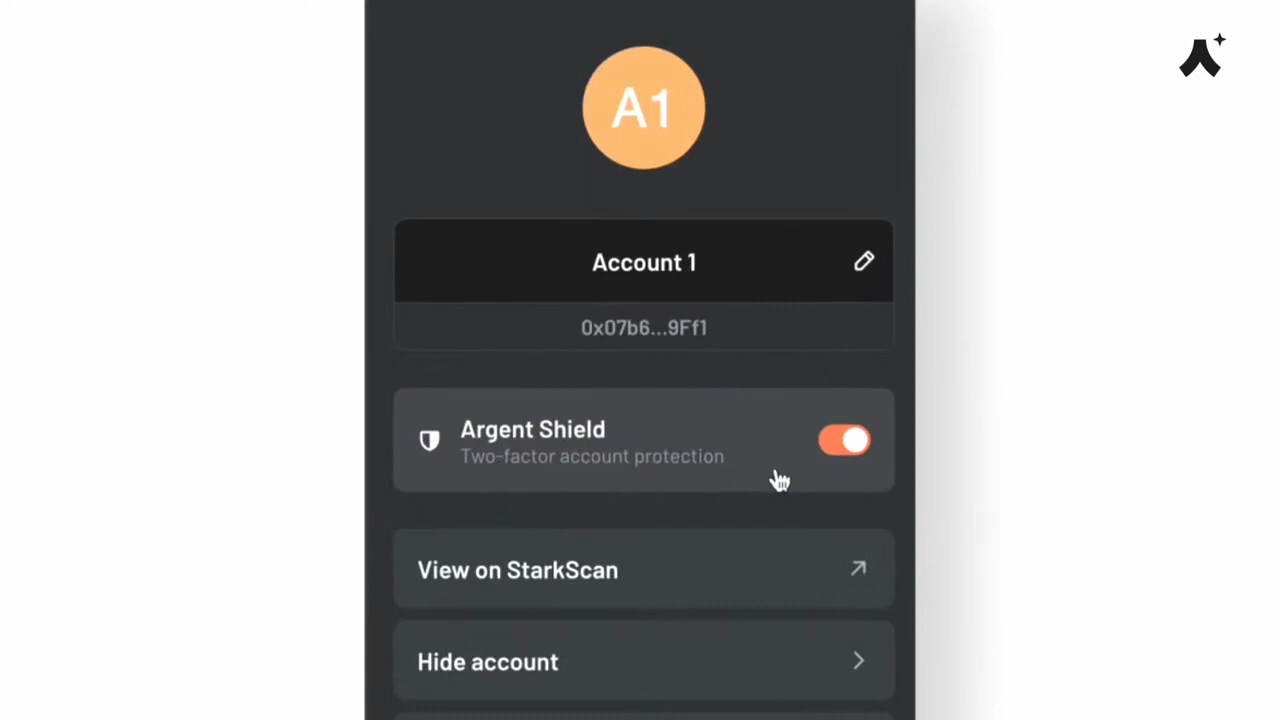 A1
Account 1
0x07b6...9Ff1
Argent Shield
Two-factor account protection
View on StarkScan
Hide account